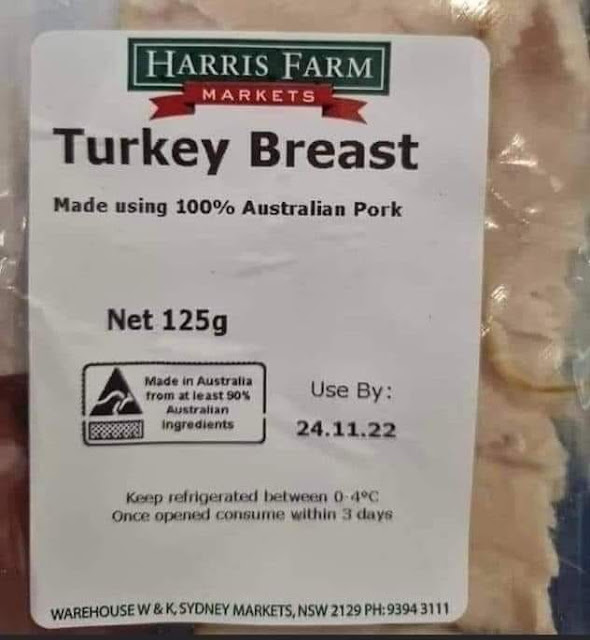 HARRIS FARM
MARKETS
Turkey Breast
Made using 100% Australian Pork
Net 125g
Made in Australia
from at least 90%
Australian
ingredients
Use By:
24.11.22
Keep refrigerated between 0-4°C
Once opened consume within 3 days
WAREHOUSE W & K, SYDNEY MARKETS, NSW 2129 PH: 9394 3111